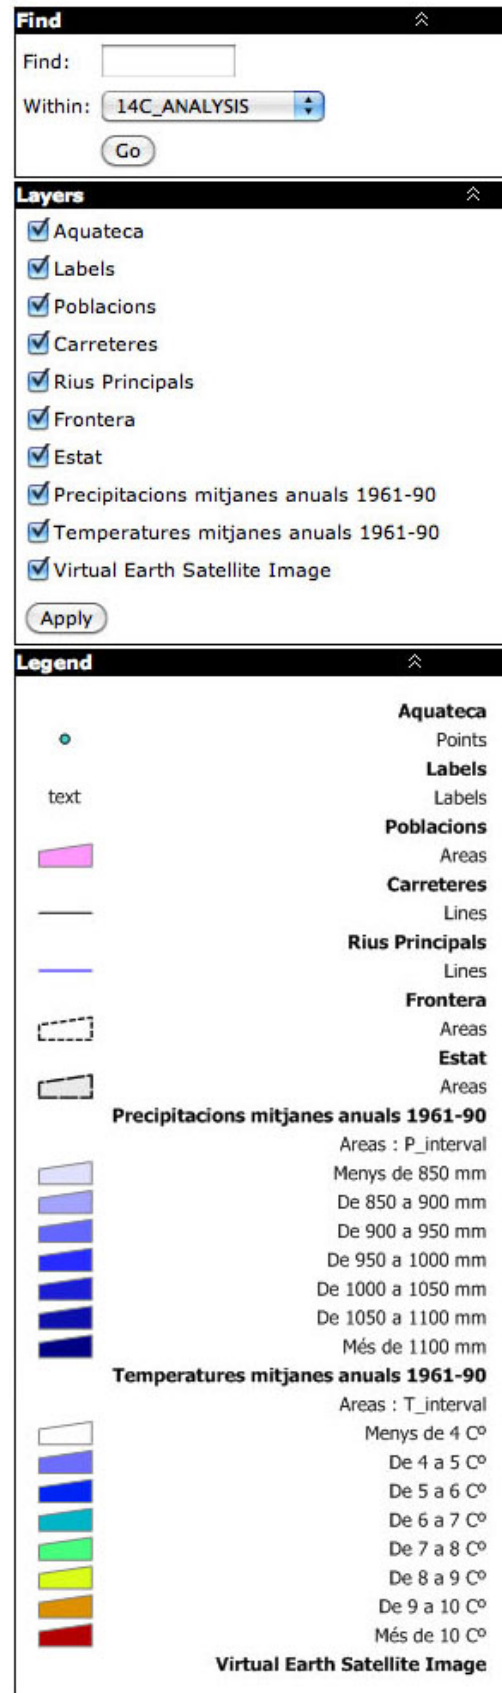 Find
Find:
Within: 14C_ANALYSIS
Go
Layers
Aquateca
Labels
Poblacions
Carreteres
Rius Principals
Frontera
Estat
Precipitacions mitjanes anuals 1961-90
Temperatures mitjanes anuals 1961-90
Virtual Earth Satellite Image
Apply
Legend
Aquateca
Points
Labels
text Labels
Poblacions
Areas
Carreteres
Lines
Rius Principals
Lines
Frontera
Areas
Estat
Areas
Precipitacions mitjanes anuals 1961-90
Areas : P_interval
Menys de 850 mm
De 850 a 900 mm
De 900 a 950 mm
De 950 a 1000 mm
De 1000 a 1050 mm
De 1050 a 1100 mm
Més de 1100 mm
Temperatures mitjanes anuals 1961-90
Areas : T_interval
Menys de 4 Cº
De 4 a 5 Cº
De 5 a 6 Cº
De 6 a 7 Cº
De 7 a 8 Cº
De 8 a 9 Cº
De 9 a 10 Cº
Més de 10 Cº
Virtual Earth Satellite Image